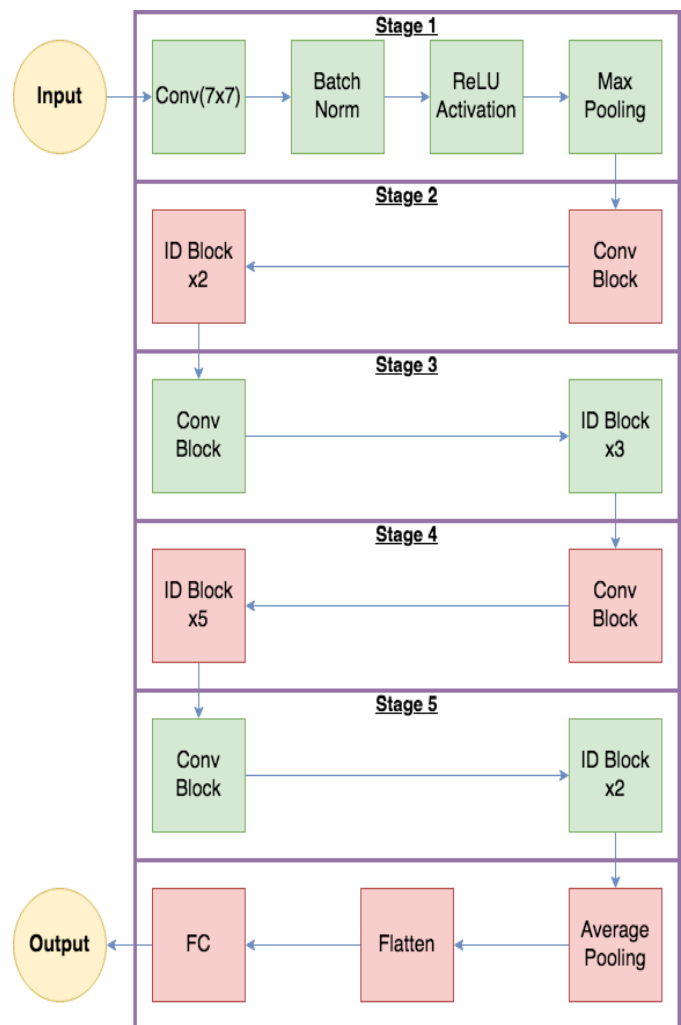 Stage 1
Input
Conv(7x7)
Batch
Norm
ReLU
Activation
Max
Pooling
Stage 2
ID Block
x2
Conv
Block
Stage 3
Conv
Block
ID Block
x3
Stage 4
ID Block
x5
Conv
Block
Stage 5
Conv
Block
ID Block
x2
Output
FC
Flatten
Average
Pooling